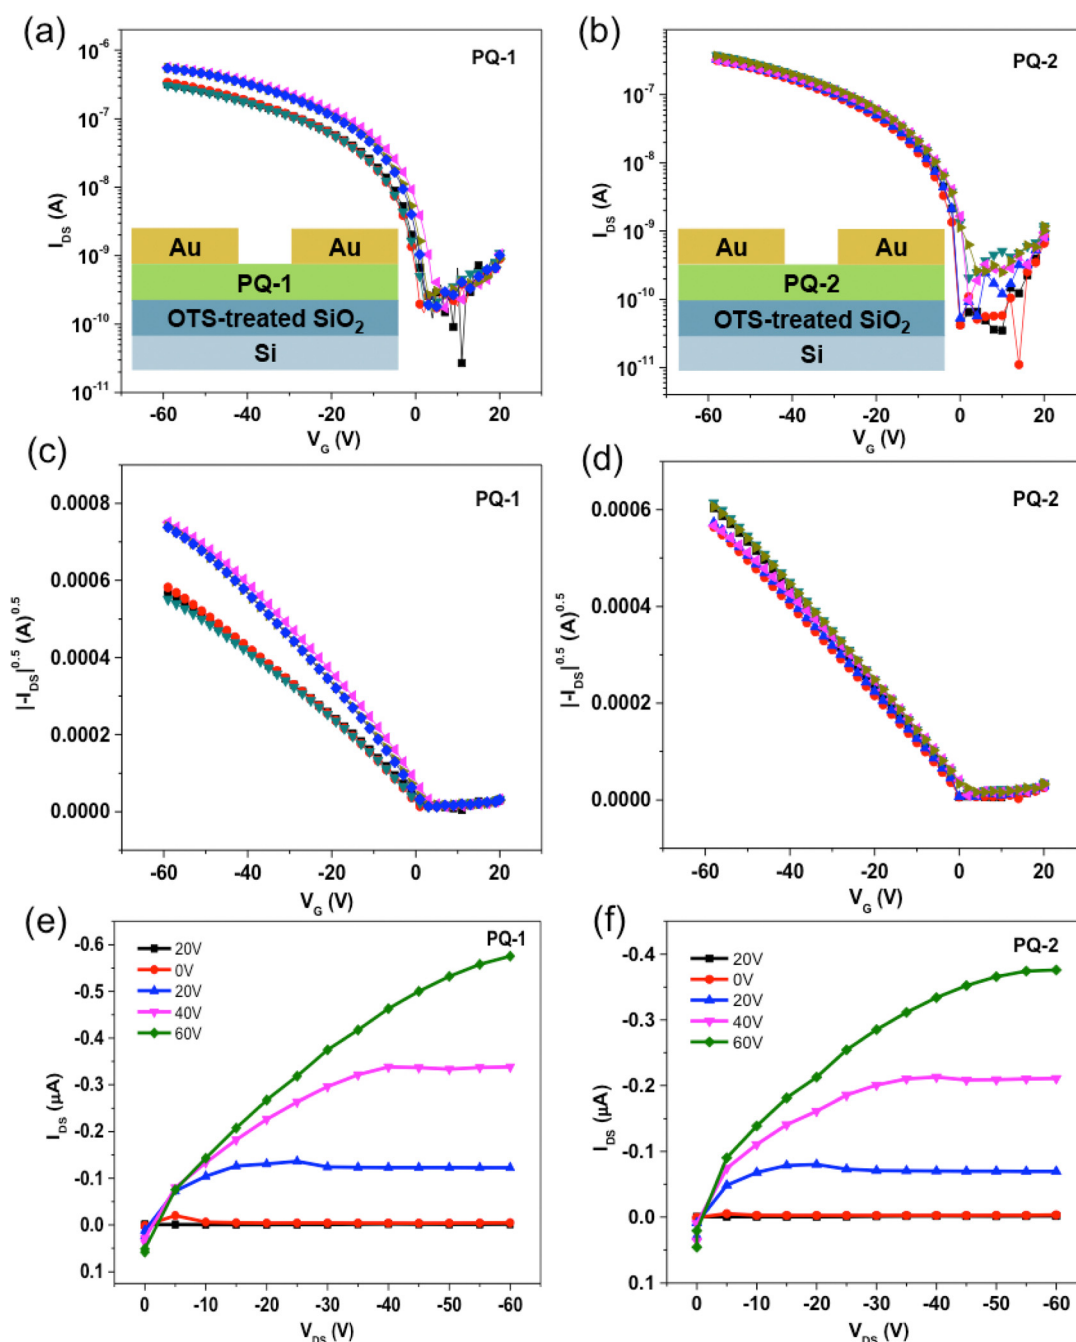 (a)
PQ-1
10⁻⁶
10⁻⁷
10⁻⁸
10⁻⁹
10⁻¹⁰
10⁻¹¹
I_DS (A)
Au Au
PQ-1
OTS-treated SiO₂
Si
-60 -40 -20 0 20
V_G (V)
(b)
PQ-2
10⁻⁷
10⁻⁸
10⁻⁹
10⁻¹⁰
10⁻¹¹
I_DS (A)
Au Au
PQ-2
OTS-treated SiO₂
Si
-60 -40 -20 0 20
V_G (V)
(c)
PQ-1
0.0008
0.0006
0.0004
0.0002
0.0000
|-I_DS|^0.5 (A)^0.5
-60 -40 -20 0 20
V_G (V)
(d)
PQ-2
0.0006
0.0004
0.0002
0.0000
|-I_DS|^0.5 (A)^0.5
-60 -40 -20 0 20
V_G (V)
(e)
PQ-1
20V
0V
20V
40V
60V
-0.6
-0.5
-0.4
-0.3
-0.2
-0.1
0.0
0.1
I_DS (μA)
0 -10 -20 -30 -40 -50 -60
V_DS (V)
(f)
PQ-2
20V
0V
20V
40V
60V
-0.4
-0.3
-0.2
-0.1
0.0
0.1
I_DS (μA)
0 -10 -20 -30 -40 -50 -60
V_DS (V)